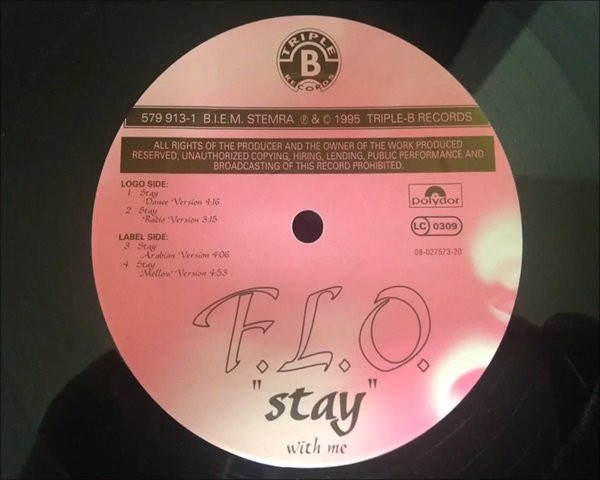 TRIPLE
B
RECORDS
579 913-1 B.I.E.M. STEMRA ℗ & © 1995 TRIPLE-B RECORDS
ALL RIGHTS OF THE PRODUCER AND THE OWNER OF THE WORK PRODUCED
RESERVED, UNAUTHORIZED COPYING, HIRING, LENDING, PUBLIC PERFORMANCE AND
BROADCASTING OF THIS RECORD PROHIBITED.
LOGO SIDE:
1. Stay
Dance Version 4:16
2. Stay
Radio Version 3:15
LABEL SIDE:
3. Stay
Arabian Version 4:06
4. Stay
Mellow Version 4:53
Polydor
LC 0309
08-027573-20
F.L.O.
"stay"
with me